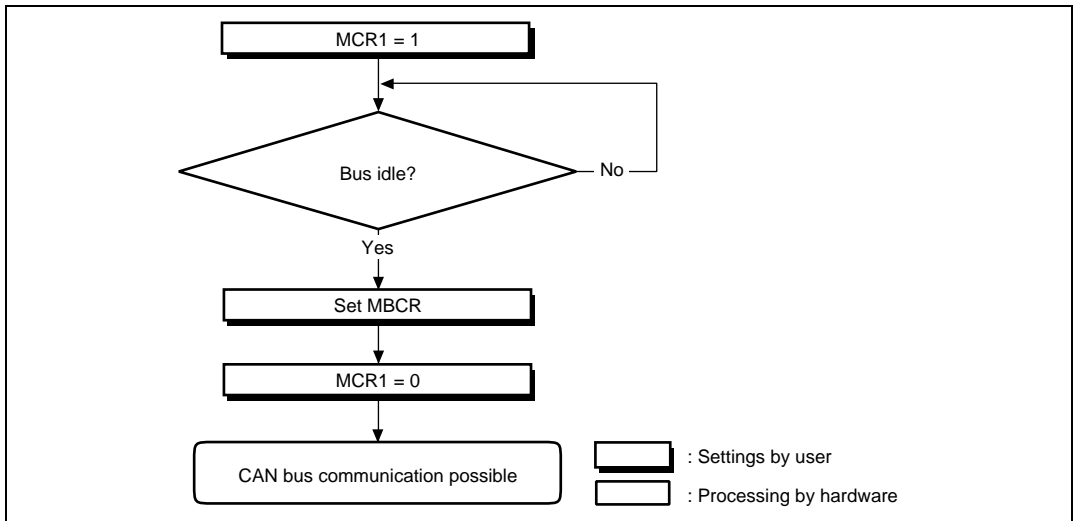 MCR1 = 1
Bus idle?
No
Yes
Set MBCR
MCR1 = 0
CAN bus communication possible
: Settings by user
: Processing by hardware